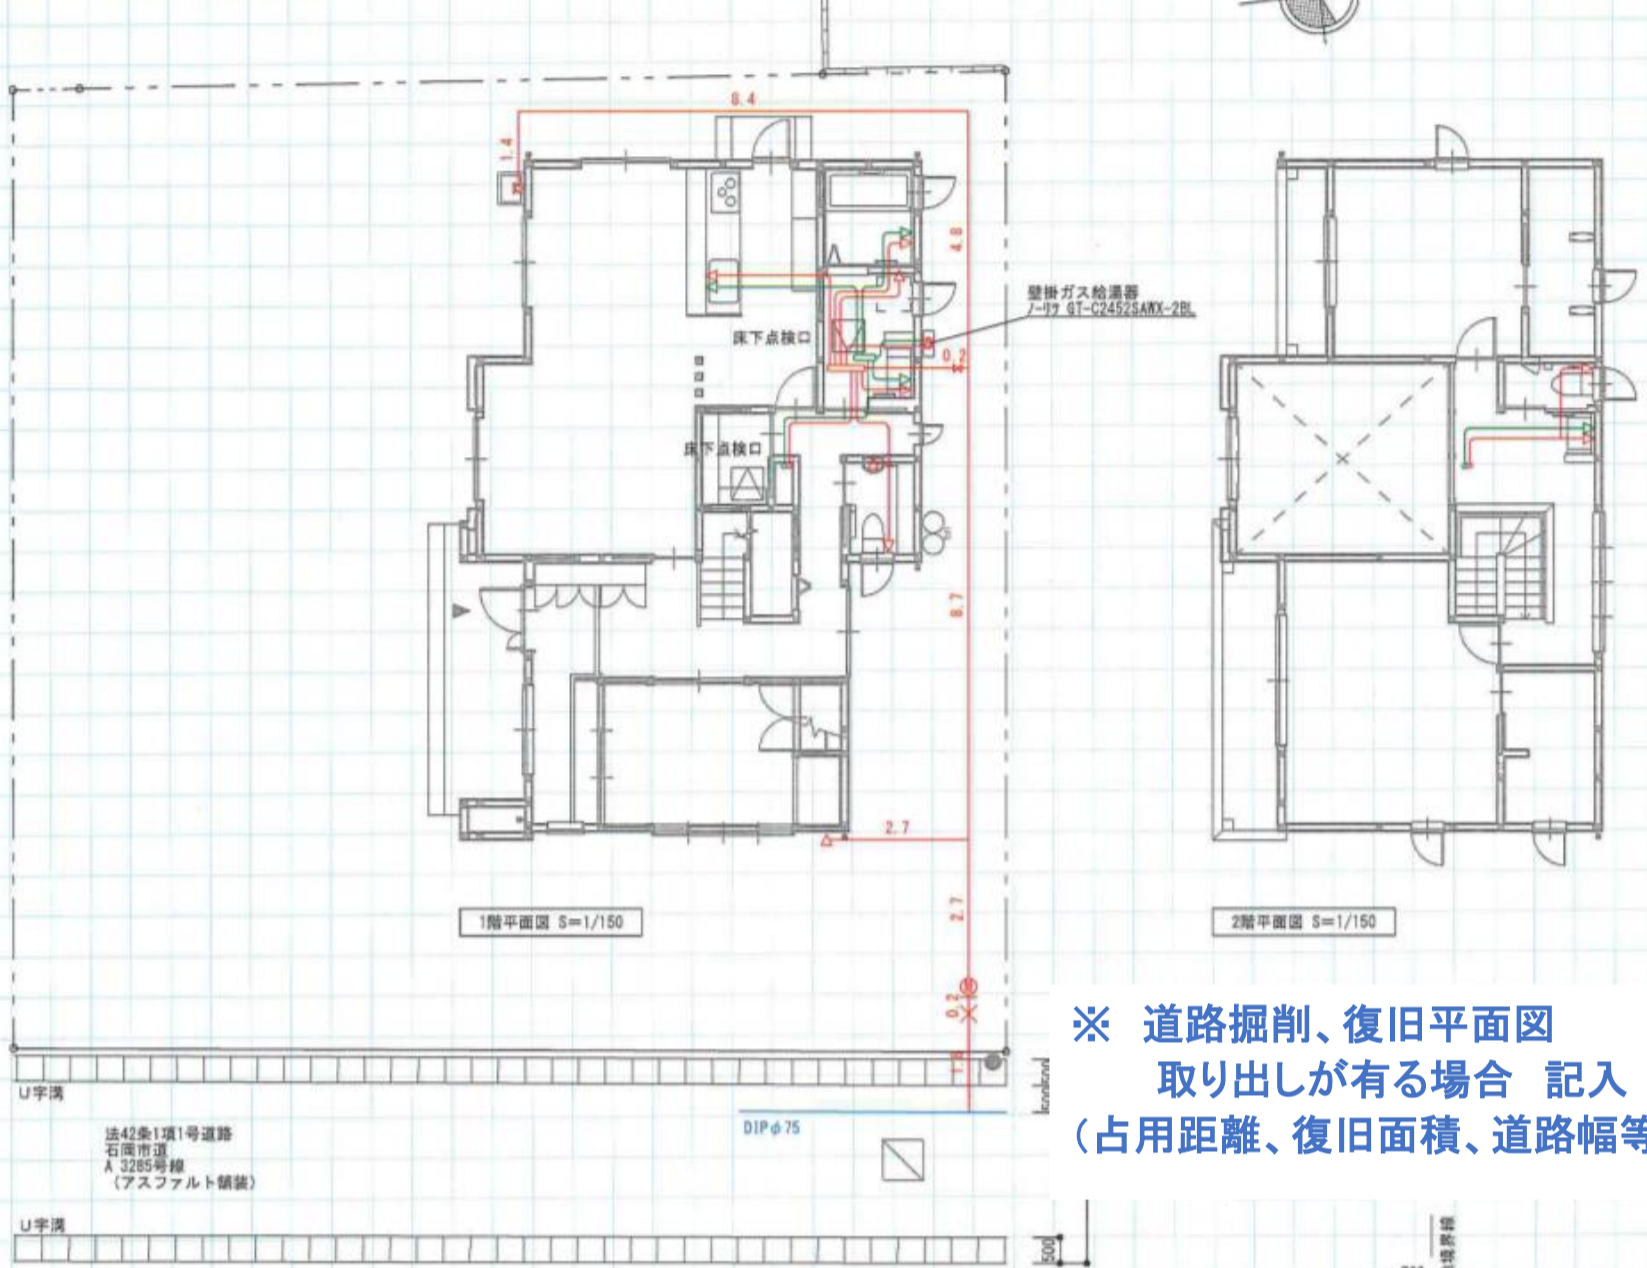 8.4
1.4
4.8
壁掛ガス給湯器
ノーリツ GT-C2452SAWX-2BL
床下点検口
0.2
床下点検口
8.7
2.7
2.7
1階平面図 S=1/150
2階平面図 S=1/150
0.2
※ 道路掘削、復旧平面図
取り出しが有る場合 記入
(占用距離、復旧面積、道路幅等
1.8
U字溝
DIPφ75
法42条1項1号道路
石岡市道
A 3285号線
(アスファルト舗装)
U字溝
500
境界線